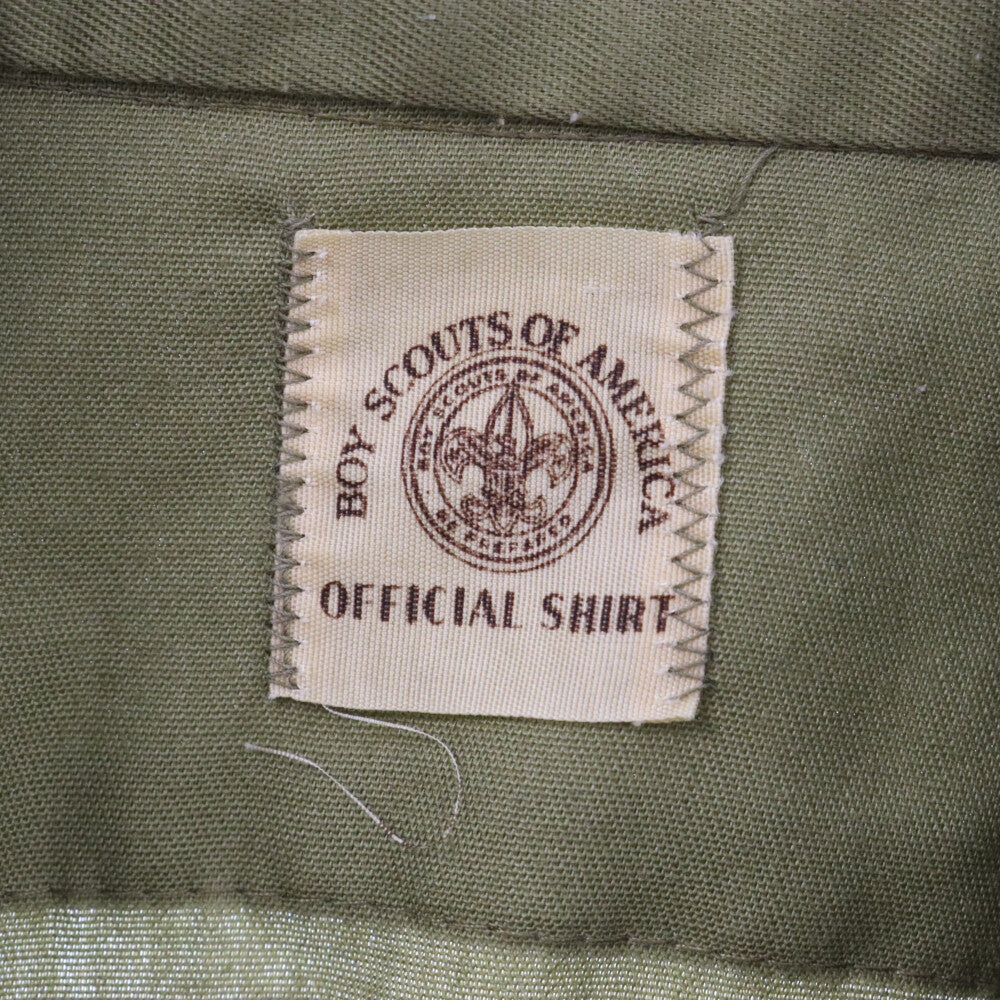 BOY SCOUTS OF AMERICA
BOY SCOUTS OF AMERICA
BE PREPARED
OFFICIAL SHIRT